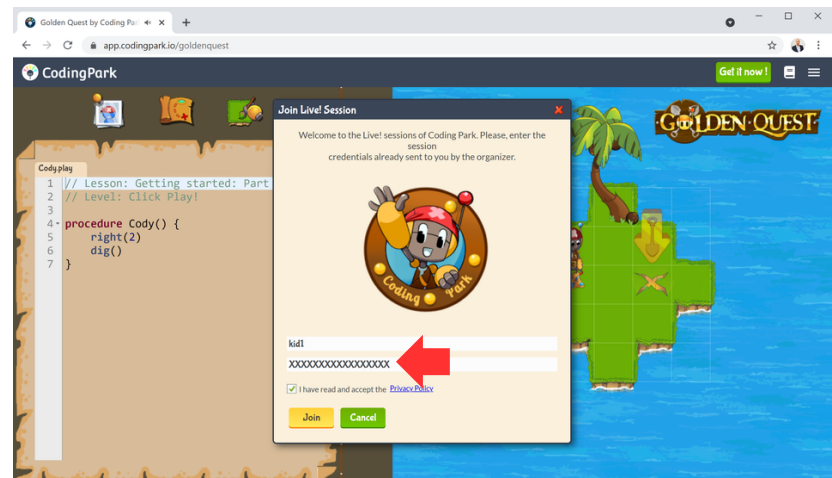 Golden Quest by Coding Par
app.codingpark.io/goldenquest
CodingPark
Get it now!
Join Live! Session
Welcome to the Live! sessions of Coding Park. Please, enter the
session
credentials already sent to you by the organizer.
GOLDEN QUEST
Cody.play
1 // Lesson: Getting started: Part
2 // Level: Click Play!
3
4 procedure Cody() {
5 right(2)
6 dig()
7 }
Coding Park
kid1
XXXXXXXXXXXXXXXXX
I have read and accept the Privacy Policy
Join Cancel